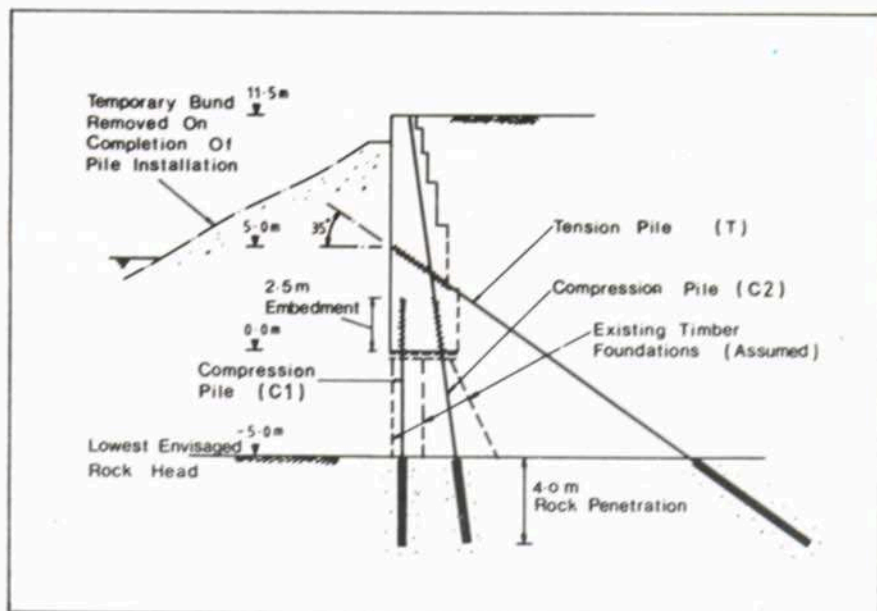 11·5m
Temporary Bund
Removed On
Completion Of
Pile Installation
5·0m
35°
Tension Pile (T)
2·5m
Embedment
Compression Pile (C2)
0·0m
Existing Timber
Foundations (Assumed)
Compression
Pile (C1)
-5·0m
Lowest Envisaged
Rock Head
4·0m
Rock Penetration